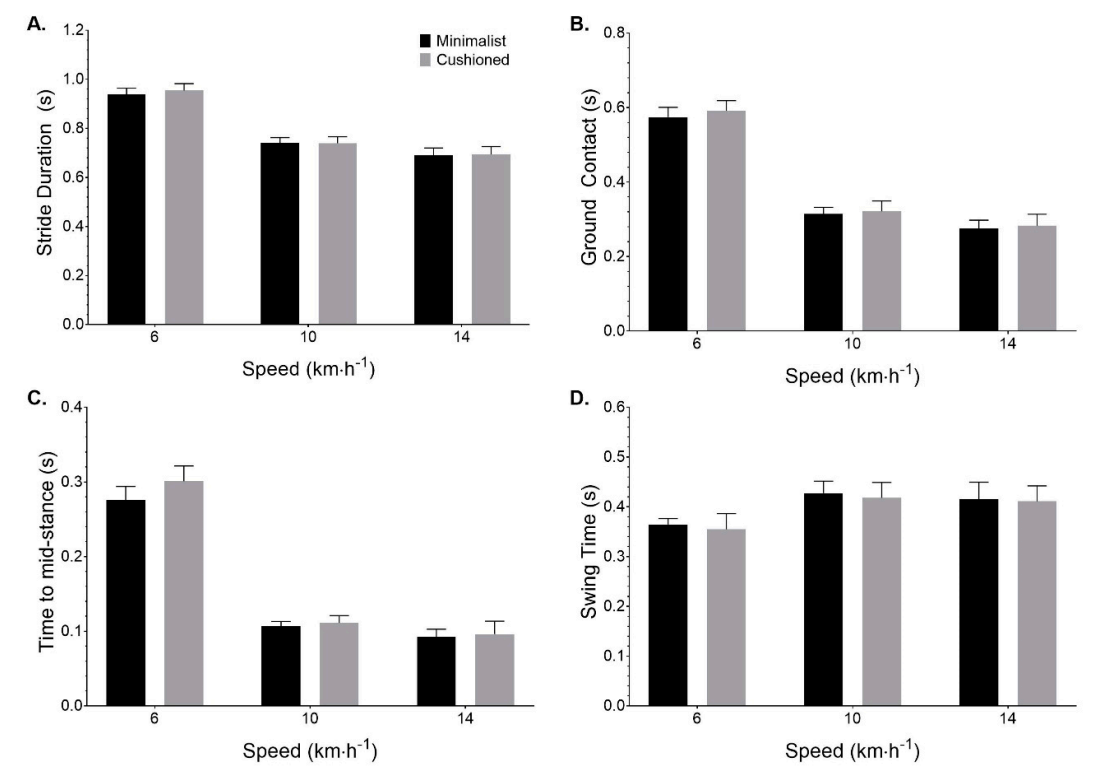 A.
Stride Duration (s)
1.2
1.0
0.8
0.6
0.4
0.2
0.0
Minimalist
Cushioned
6 10 14
Speed (km·h-1)
B.
Ground Contact (s)
0.8
0.6
0.4
0.2
0.0
6 10 14
Speed (km·h-1)
C.
Time to mid-stance (s)
0.4
0.3
0.2
0.1
0.0
6 10 14
Speed (km·h-1)
D.
Swing Time (s)
0.6
0.5
0.4
0.3
0.2
0.1
0.0
6 10 14
Speed (km·h-1)